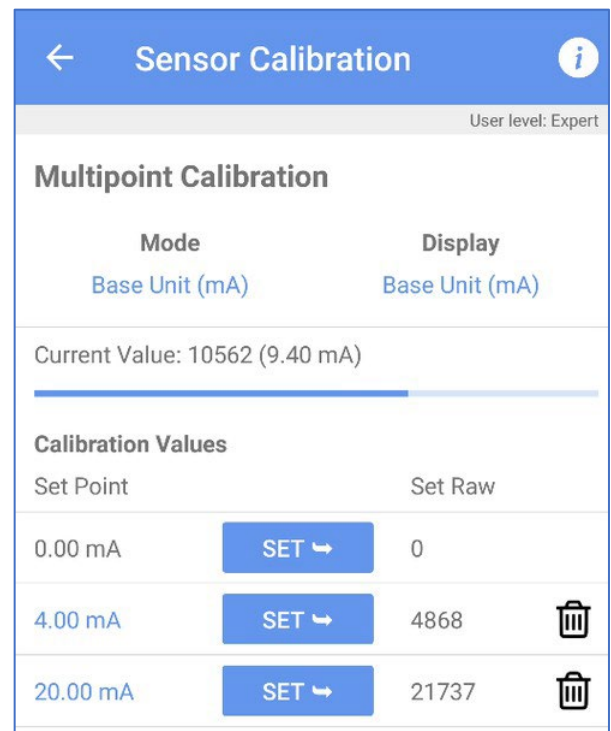 ← Sensor Calibration i
User level: Expert
Multipoint Calibration
Mode Display
Base Unit (mA) Base Unit (mA)
Current Value: 10562 (9.40 mA)
Calibration Values
Set Point Set Raw
0.00 mA SET 0
4.00 mA SET 4868
20.00 mA SET 21737